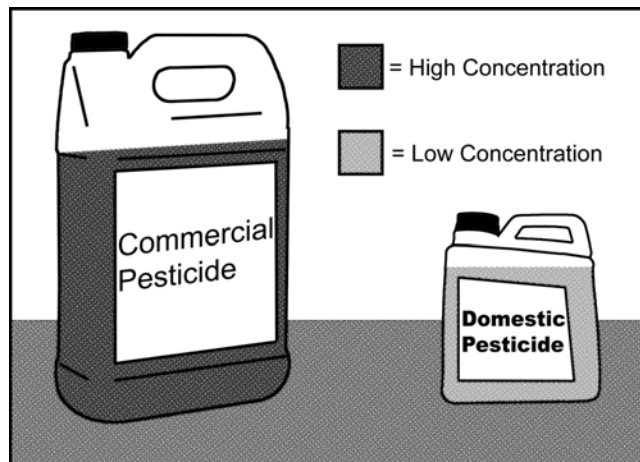 = High Concentration
= Low Concentration
Commercial
Pesticide
Domestic
Pesticide